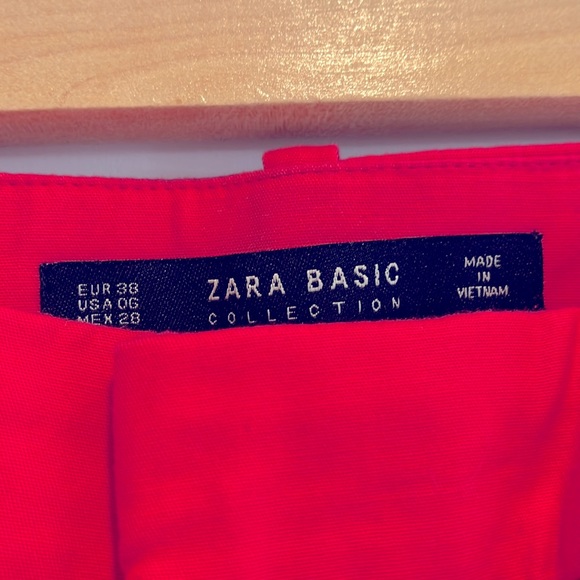 EUR 38
USA 06
MEX 28
ZARA BASIC
COLLECTION
MADE
IN
VIETNAM